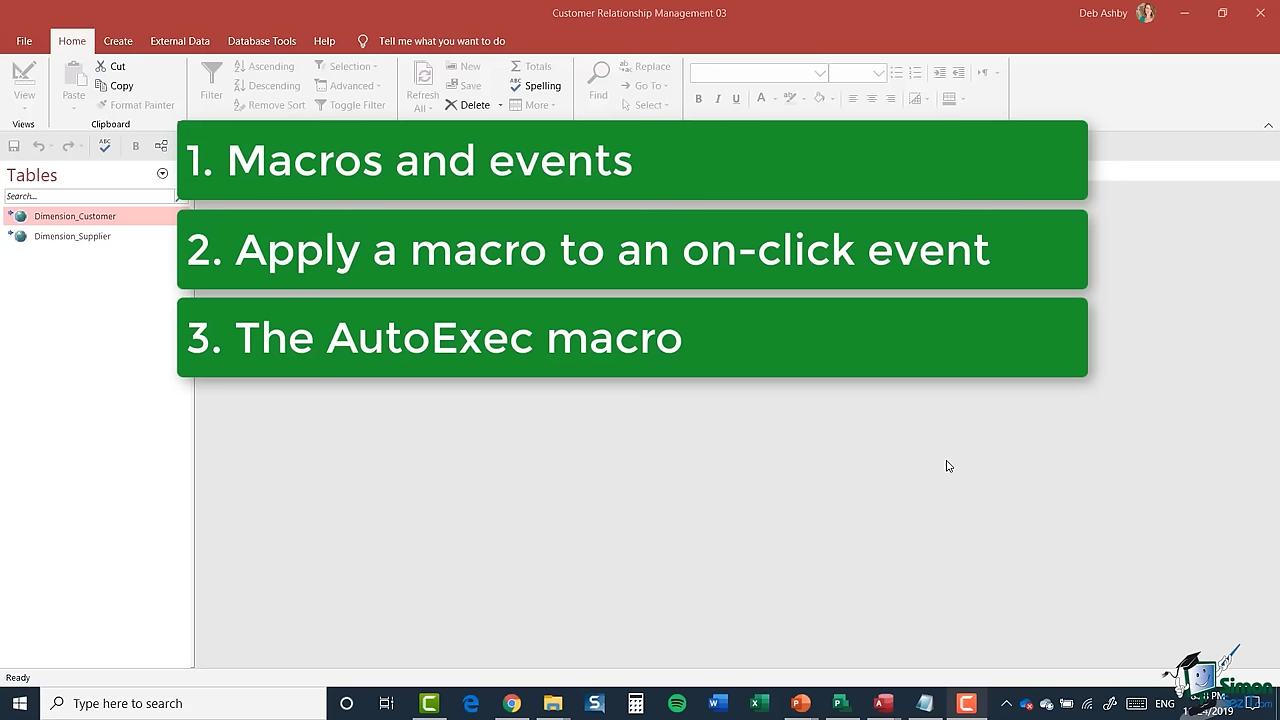 Customer Relationship Management 03
Deb Ashby
File Home Create External Data Database Tools Help Tell me what you want to do
View
Views
Paste
Cut
Copy
Format Painter
Clipboard
Filter
Ascending
Descending
Remove Sort
Selection
Advanced
Toggle Filter
Refresh
All
New
Save
Delete
Totals
Spelling
More
Find
Replace
Go To
Select
B I U A
Tables
Search...
Dimension_Customer
Dimension_Supplier
1. Macros and events
2. Apply a macro to an on-click event
3. The AutoExec macro
Ready
Type here to search
ENG
Simon